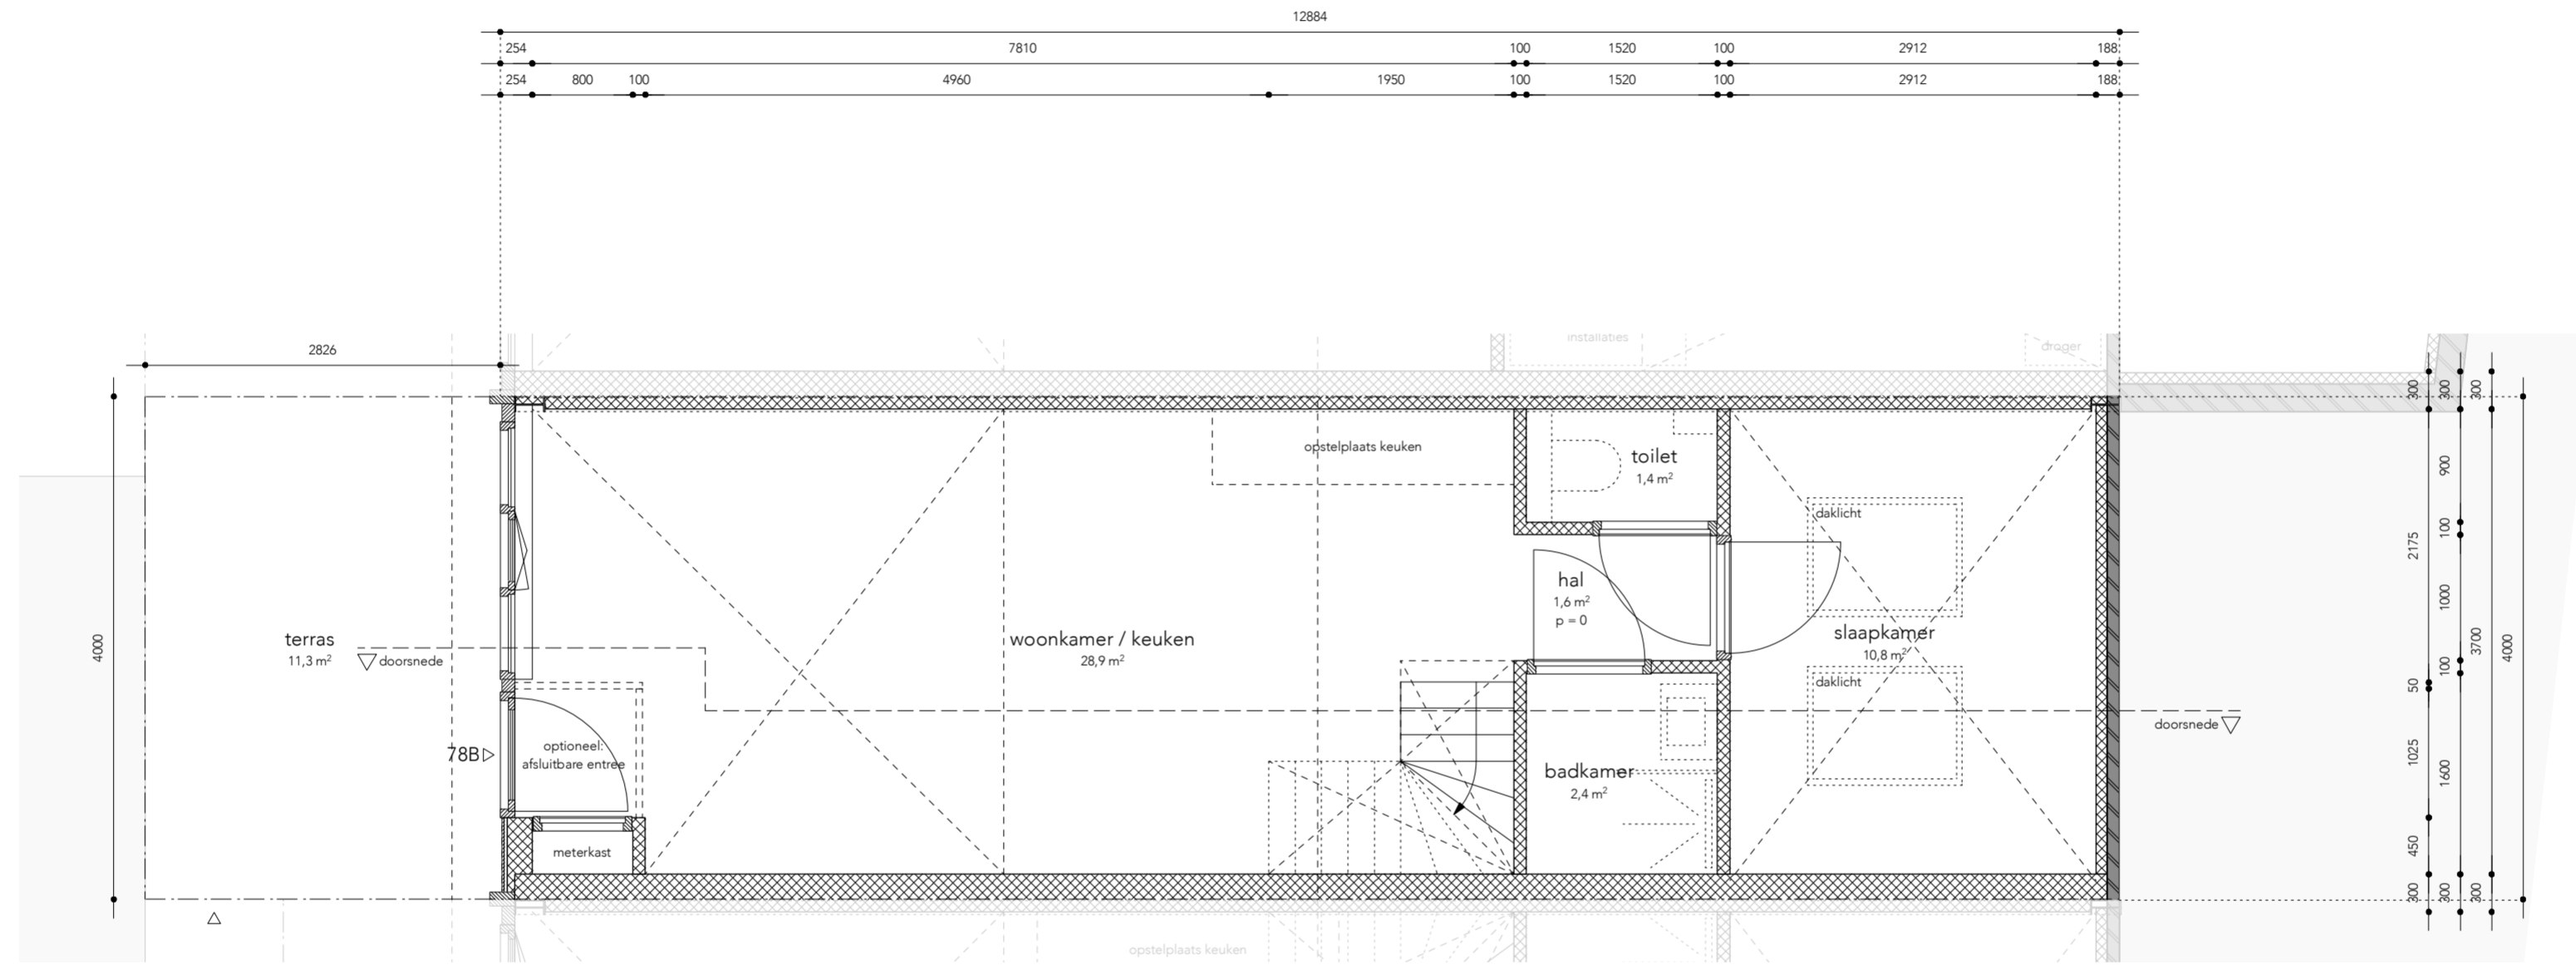 12884
254 7810 100 1520 100 2912 188
254 800 100 4960 1950 100 1520 100 2912 188
2826
installaties
droger
300 300 300
opstelplaats keuken
toilet
1,4 m²
900
daklicht
100
2175
hal
1,6 m²
p = 0
1000
4000
terras
11,3 m²
doorsnede
woonkamer / keuken
28,9 m²
slaapkamer
10,8 m²
3700
4000
100
50
daklicht
doorsnede
78B
optioneel:
afsluitbare entree
badkamer
2,4 m²
1025
1600
meterkast
450
300 300 300
opstelplaats keuken